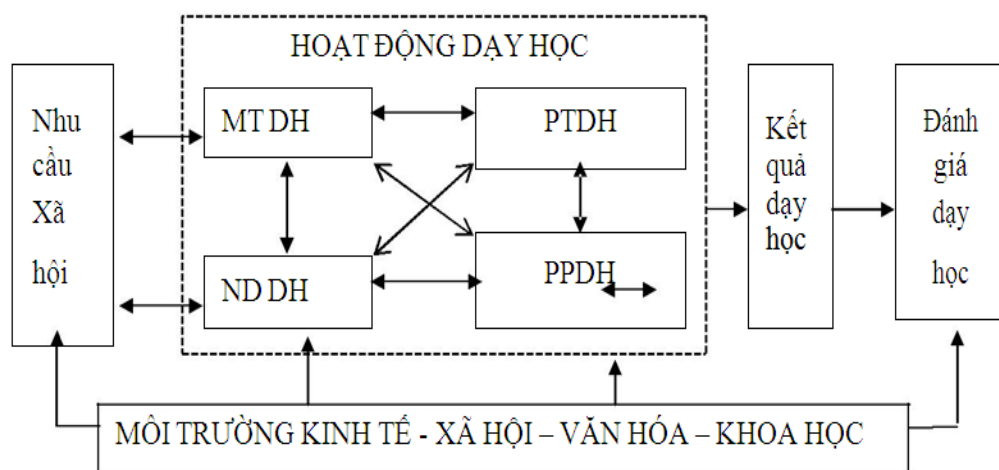 HOẠT ĐỘNG DẠY HỌC
Nhu
cầu
Xã
hội
MT DH
PTDH
ND DH
PPDH
Kết
quả
dạy
học
Đánh
giá
dạy
học
MÔI TRƯỜNG KINH TẾ - XÃ HỘI – VĂN HÓA – KHOA HỌC